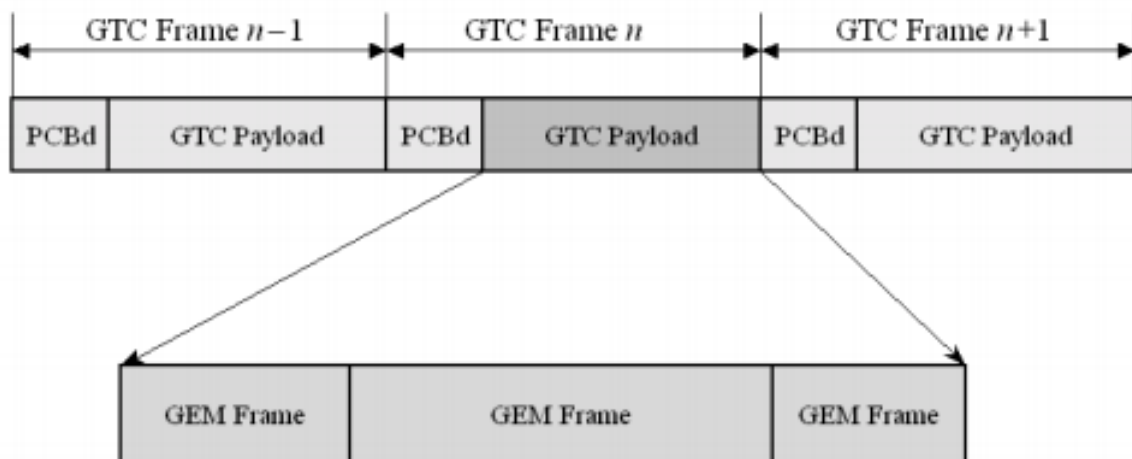 GTC Frame n−1 GTC Frame n GTC Frame n+1
PCBd GTC Payload PCBd GTC Payload PCBd GTC Payload
GEM Frame GEM Frame GEM Frame